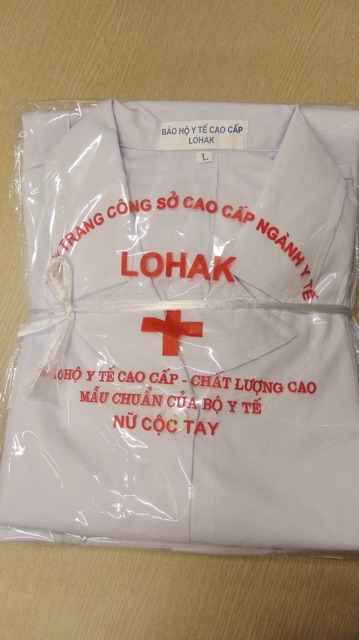 BẢO HỘ Y TẾ CAO CẤP
LOHAK
L
TRANG CÔNG SỞ CAO CẤP NGÀNH Y TẾ
LOHAK
HỘ Y TẾ CAO CẤP - CHẤT LƯỢNG CAO
MẪU CHUẨN CỦA BỘ Y TẾ
NỮ CỘC TAY